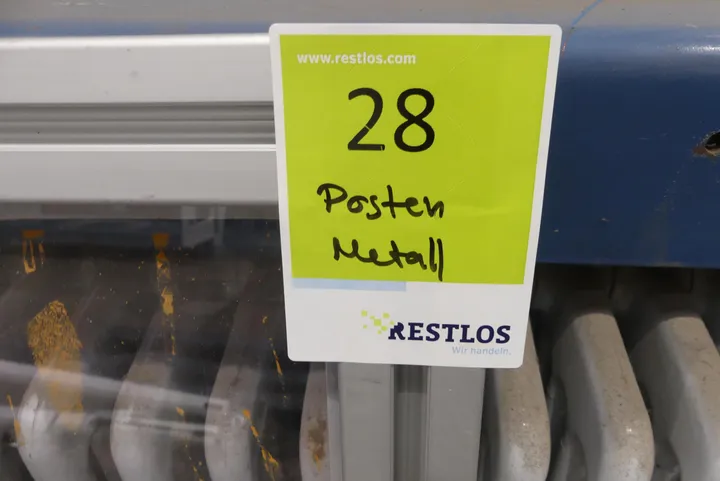 www.restlos.com
28
Posten
Metall
RESTLOS
Wir handeln.